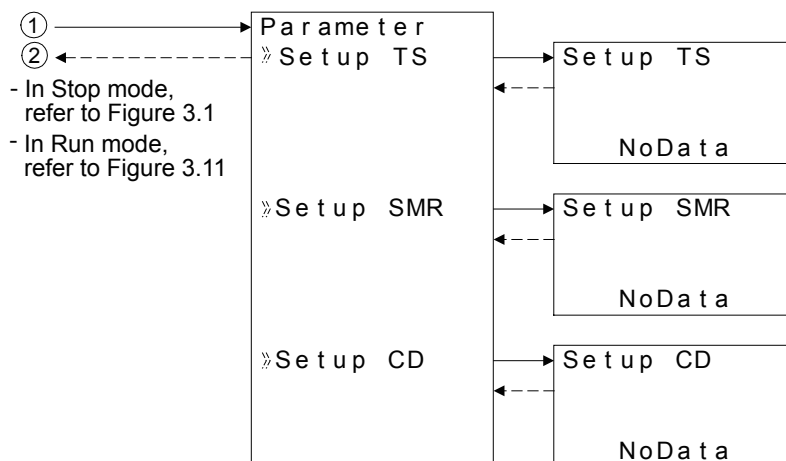 ① Parameter
② » Setup TS Setup TS
- In Stop mode,
refer to Figure 3.1
- In Run mode,
refer to Figure 3.11
NoData
»Setup SMR Setup SMR
NoData
»Setup CD Setup CD
NoData